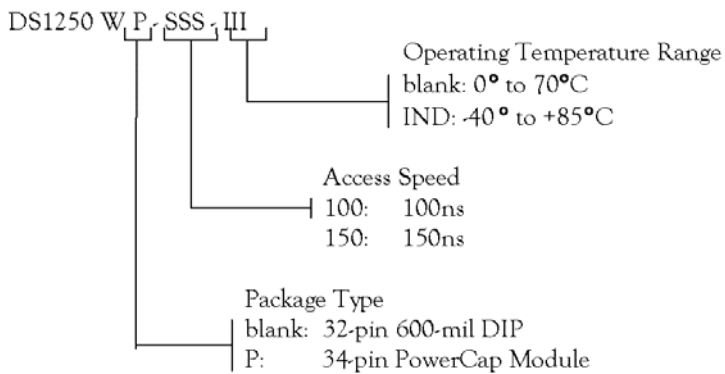 DS1250 W P - SSS - III
Operating Temperature Range
blank: 0° to 70°C
IND: -40° to +85°C
Access Speed
100: 100ns
150: 150ns
Package Type
blank: 32-pin 600-mil DIP
P: 34-pin PowerCap Module